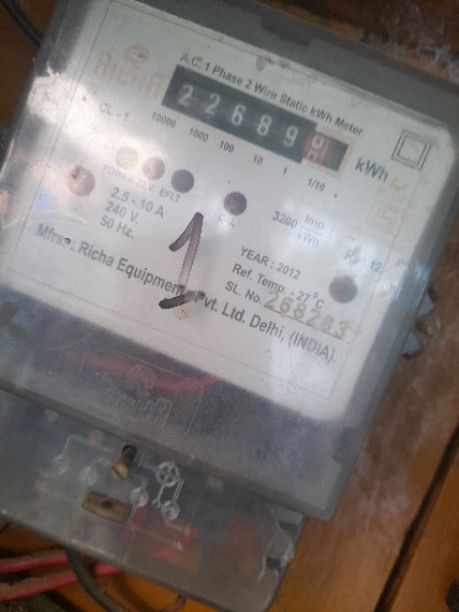 A.C. 1 Phase 2 Wire Static kWh Meter
22689
kWh
CL - 1 10000 1000 100 10 1 1/10
EFLT
CAL
2.5 - 10 A
240 V.
50 Hz.
3200 Imp/kWh
1
YEAR : 2012
Ref. Temp. - 27°C
SL. No. 268283
Mfrs. : Richa Equipment Pvt. Ltd. Delhi, (INDIA).